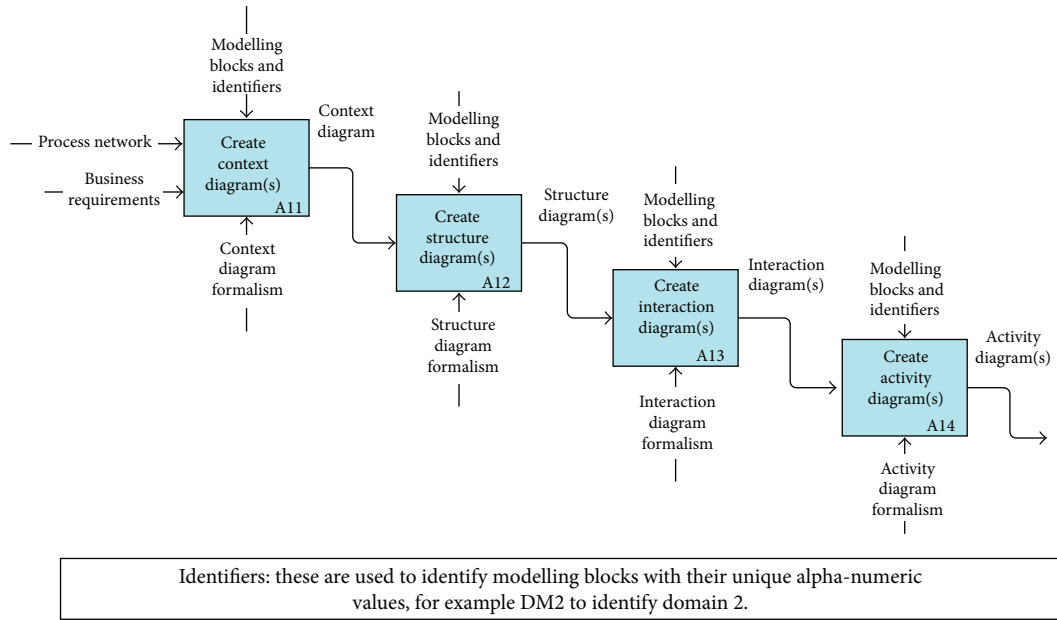 Modelling
blocks and
identifiers
Process network
Business
requirements
Create
context
diagram(s)
A11
Context
diagram
formalism
Context
diagram
Modelling
blocks and
identifiers
Create
structure
diagram(s)
A12
Structure
diagram
formalism
Structure
diagram(s)
Modelling
blocks and
identifiers
Create
interaction
diagram(s)
A13
Interaction
diagram
formalism
Interaction
diagram(s)
Modelling
blocks and
identifiers
Create
activity
diagram(s)
A14
Activity
diagram
formalism
Activity
diagram(s)
Identifiers: these are used to identify modelling blocks with their unique alpha-numeric
values, for example DM2 to identify domain 2.